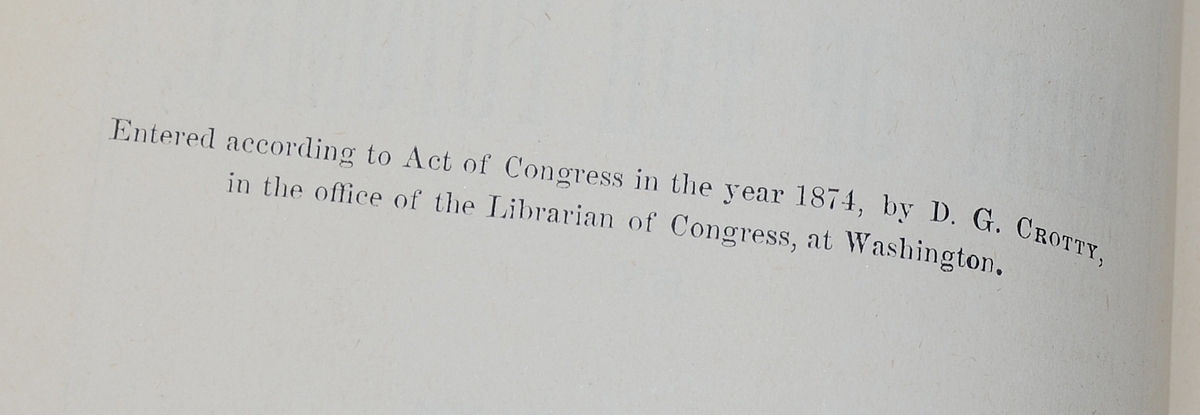 Entered according to Act of Congress in the year 1874, by D. G. CROTTY,
in the office of the Librarian of Congress, at Washington.